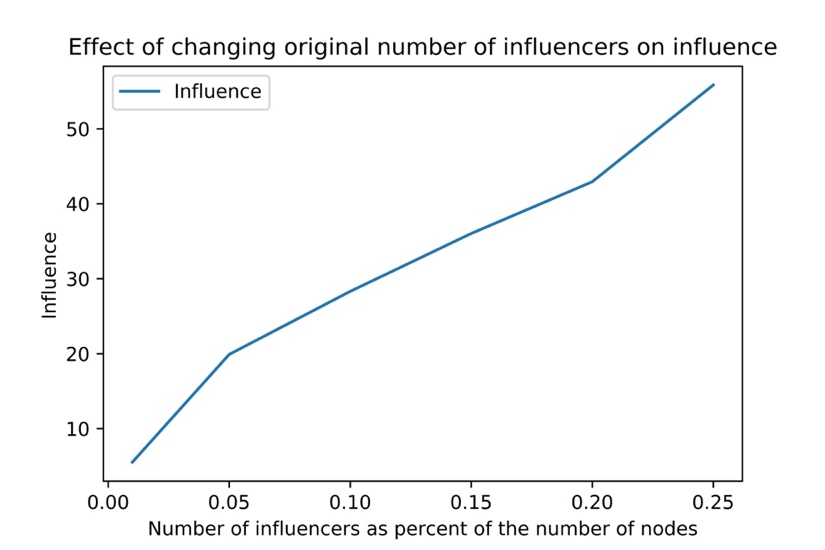 Effect of changing original number of influencers on influence
Influence
50
40
30
20
10
Influence
0.00 0.05 0.10 0.15 0.20 0.25
Number of influencers as percent of the number of nodes